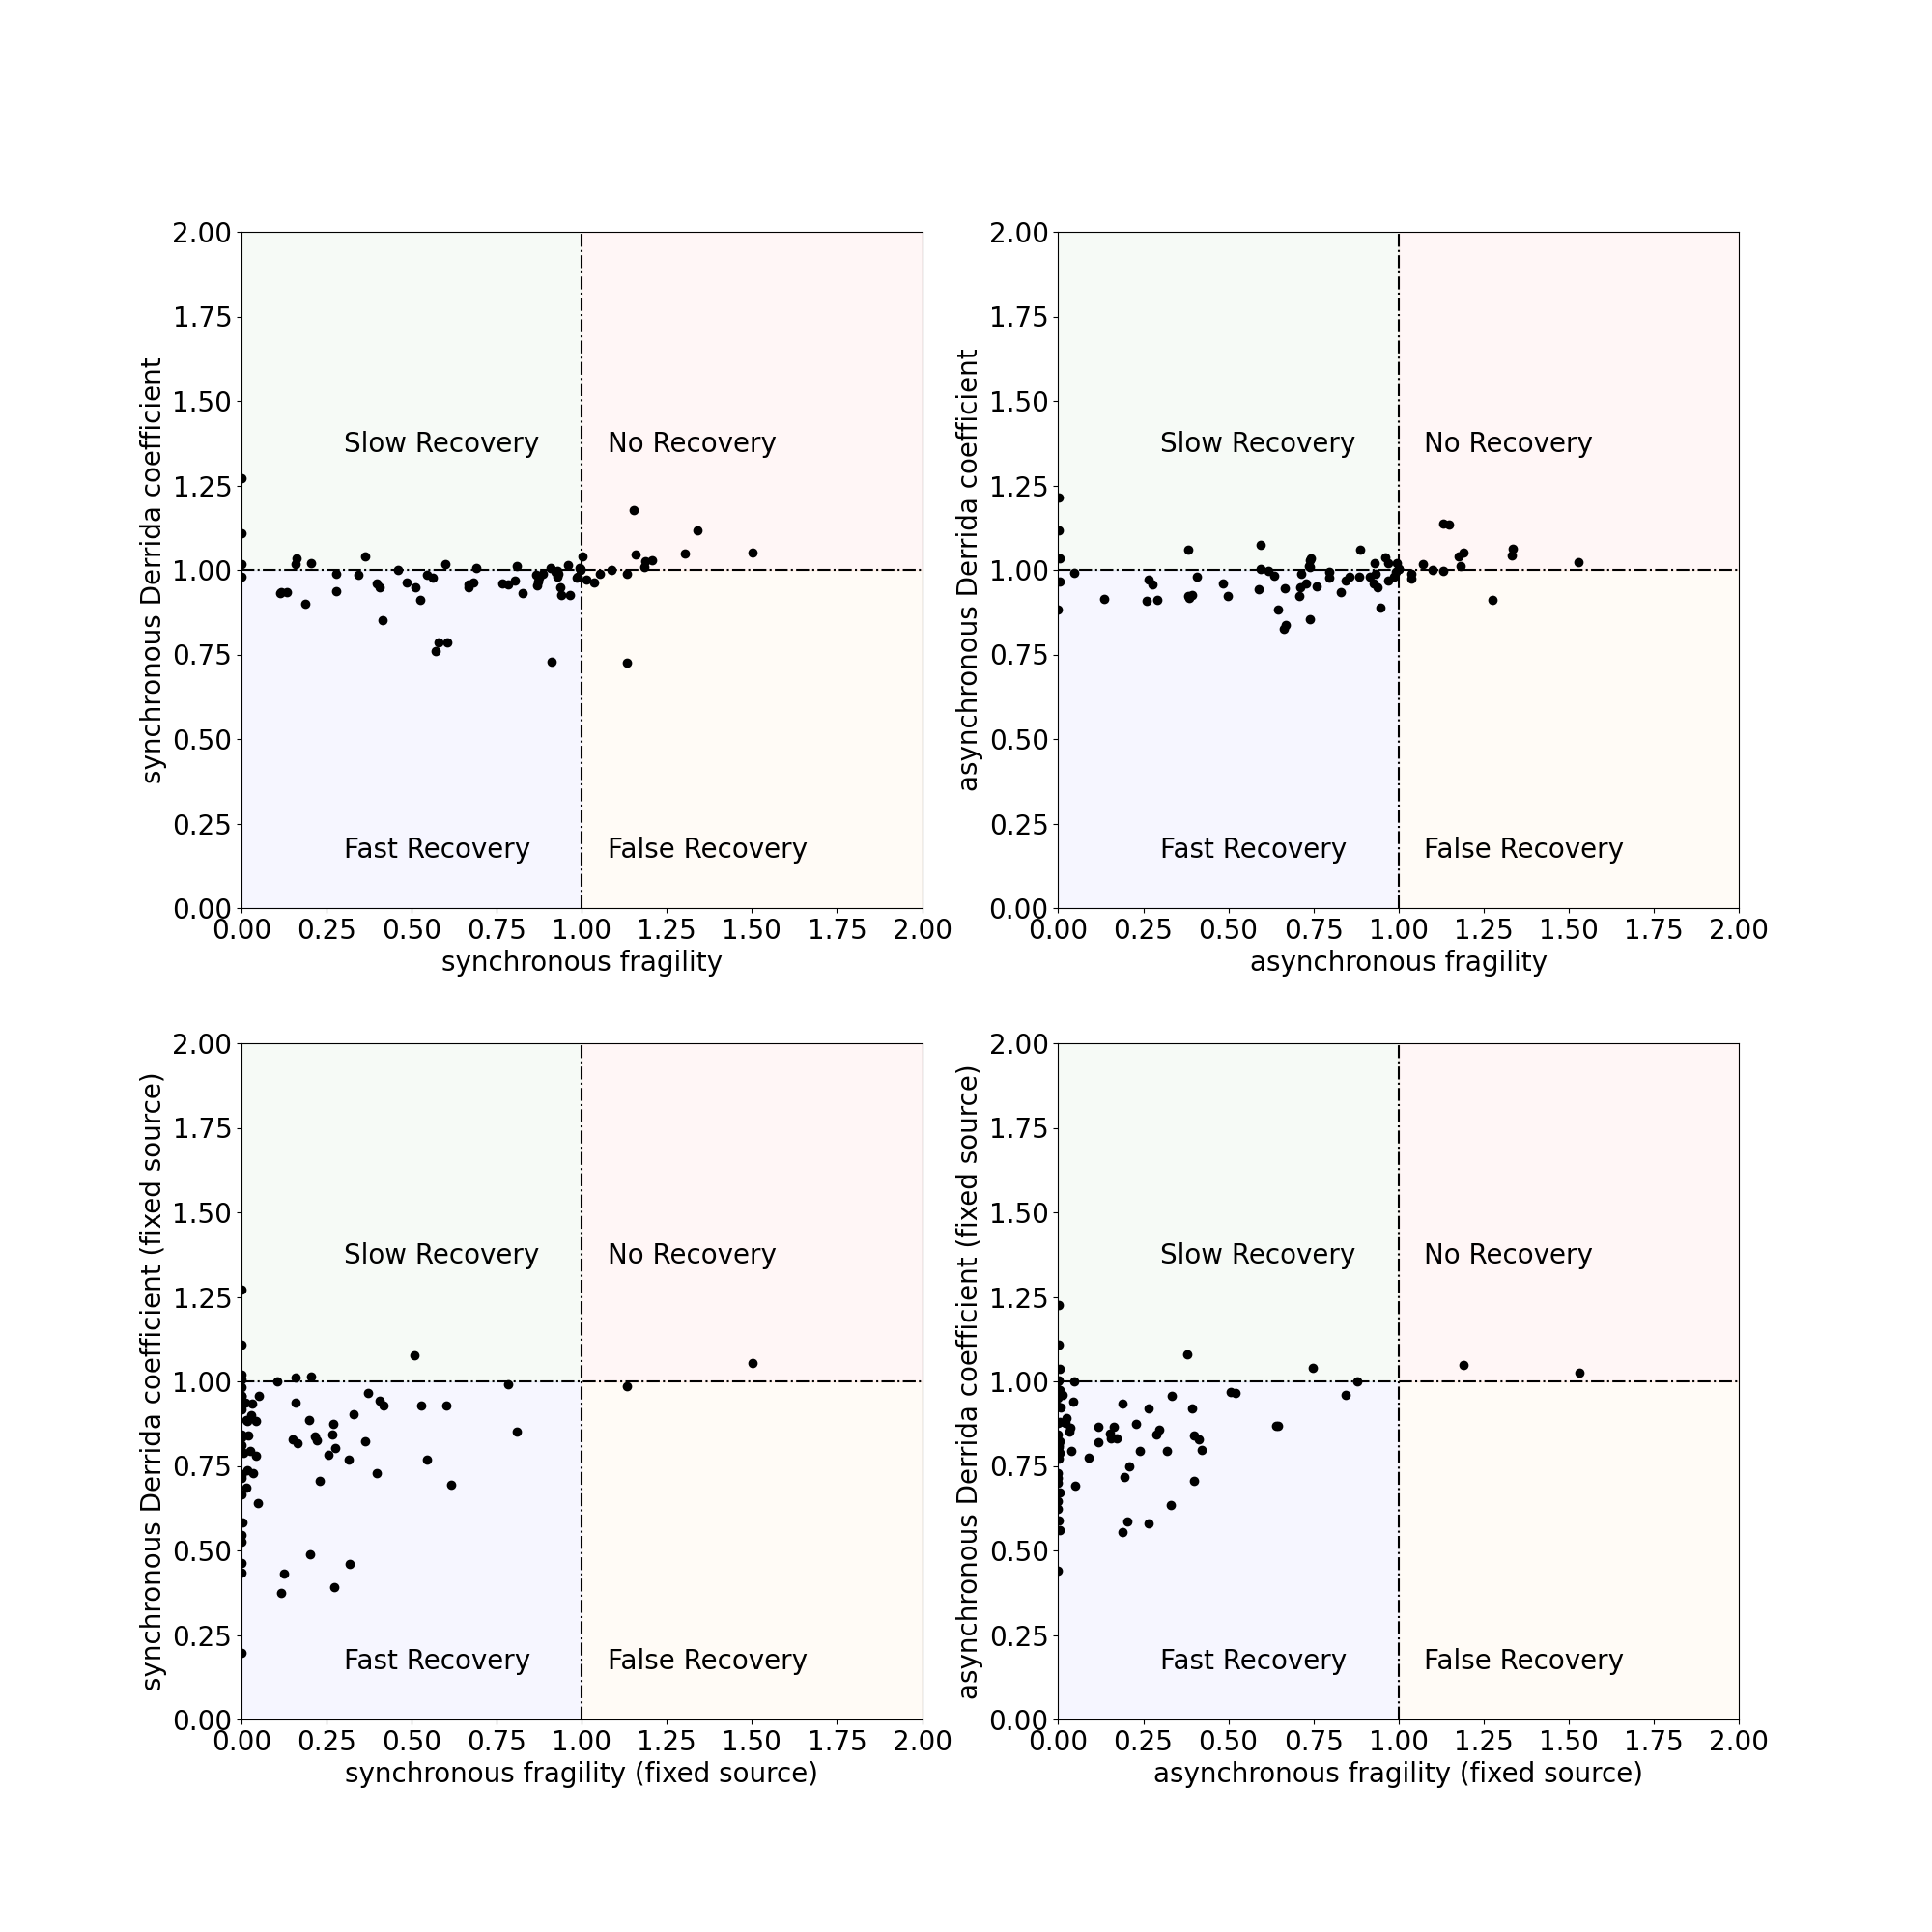 2.00
1.75
1.50
1.25
1.00
0.75
0.50
0.25
0.00
synchronous Derrida coefficient
Slow Recovery
No Recovery
Fast Recovery
False Recovery
0.00 0.25 0.50 0.75 1.00 1.25 1.50 1.75 2.00
synchronous fragility
2.00
1.75
1.50
1.25
1.00
0.75
0.50
0.25
0.00
asynchronous Derrida coefficient
Slow Recovery
No Recovery
Fast Recovery
False Recovery
0.00 0.25 0.50 0.75 1.00 1.25 1.50 1.75 2.00
asynchronous fragility
2.00
1.75
1.50
1.25
1.00
0.75
0.50
0.25
0.00
synchronous Derrida coefficient (fixed source)
Slow Recovery
No Recovery
Fast Recovery
False Recovery
0.00 0.25 0.50 0.75 1.00 1.25 1.50 1.75 2.00
synchronous fragility (fixed source)
2.00
1.75
1.50
1.25
1.00
0.75
0.50
0.25
0.00
asynchronous Derrida coefficient (fixed source)
Slow Recovery
No Recovery
Fast Recovery
False Recovery
0.00 0.25 0.50 0.75 1.00 1.25 1.50 1.75 2.00
asynchronous fragility (fixed source)